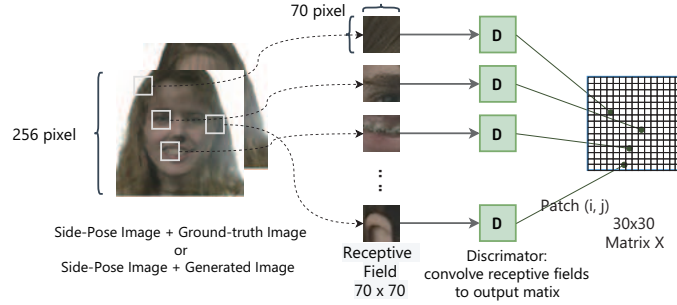 70 pixel
256 pixel
D
D
D
D
Patch (i, j)
30x30
Matrix X
Side-Pose Image + Ground-truth Image
or
Side-Pose Image + Generated Image
Receptive
Field
70 x 70
Discrimator:
convolve receptive fields
to output matix